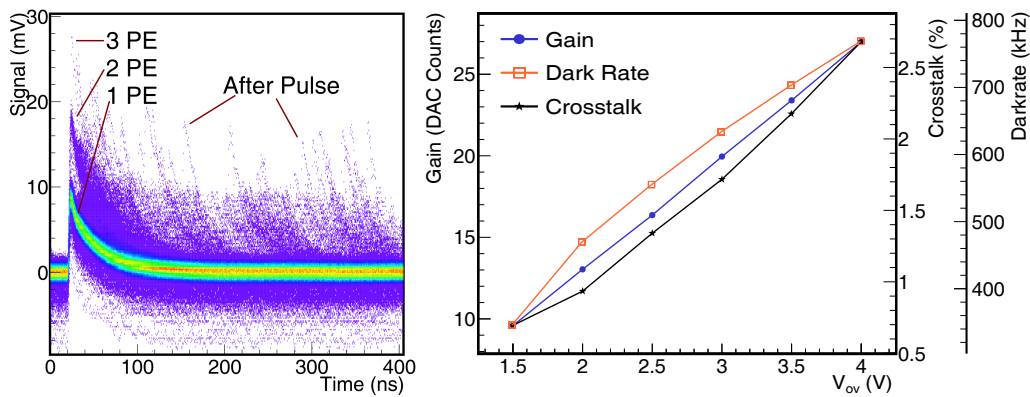 Signal (mV)
30
20
10
0
3 PE
2 PE
1 PE
After Pulse
0 100 200 300 400
Time (ns)
Gain (DAC Counts)
25
20
15
10
Gain
Dark Rate
Crosstalk
1.5 2 2.5 3 3.5 4
V_ov (V)
Crosstalk (%)
2.5
2
1.5
1
0.5
Darkrate (kHz)
800
700
600
500
400